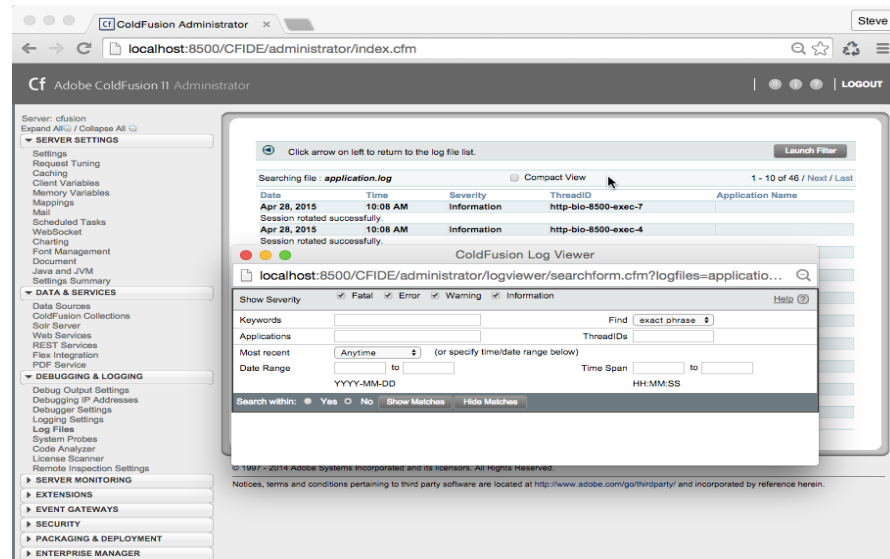 ColdFusion Administrator
Steve
localhost:8500/CFIDE/administrator/index.cfm
Cf Adobe ColdFusion 11 Administrator
LOGOUT
Server: cfusion
Expand All / Collapse All
SERVER SETTINGS
Settings
Request Tuning
Caching
Client Variables
Memory Variables
Mappings
Mail
Scheduled Tasks
WebSocket
Charting
Font Management
Document
Java and JVM
Settings Summary
DATA & SERVICES
Data Sources
ColdFusion Collections
Solr Server
Web Services
REST Services
Flex Integration
PDF Service
DEBUGGING & LOGGING
Debug Output Settings
Debugging IP Addresses
Debugger Settings
Logging Settings
Log Files
System Probes
Code Analyzer
License Scanner
Remote Inspection Settings
SERVER MONITORING
EXTENSIONS
EVENT GATEWAYS
SECURITY
PACKAGING & DEPLOYMENT
ENTERPRISE MANAGER
Click arrow on left to return to the log file list.
Launch Filter
Searching file : application.log Compact View 1 - 10 of 46 / Next / Last
Date Time Severity ThreadID Application Name
Apr 28, 2015 10:08 AM Information http-bio-8500-exec-7
Session rotated successfully.
Apr 28, 2015 10:08 AM Information http-bio-8500-exec-4
Session rotated successfully.
ColdFusion Log Viewer
localhost:8500/CFIDE/administrator/logviewer/searchform.cfm?logfiles=applicatio...
Show Severity Fatal Error Warning Information Help
Keywords Find exact phrase
Applications ThreadIDs
Most recent Anytime (or specify time/date range below)
Date Range to Time Span to
YYYY-MM-DD HH:MM:SS
Search within: Yes No Show Matches Hide Matches
© 1997 - 2014 Adobe Systems Incorporated and its licensors. All Rights Reserved.
Notices, terms and conditions pertaining to third party software are located at http://www.adobe.com/go/thirdparty/ and incorporated by reference herein.